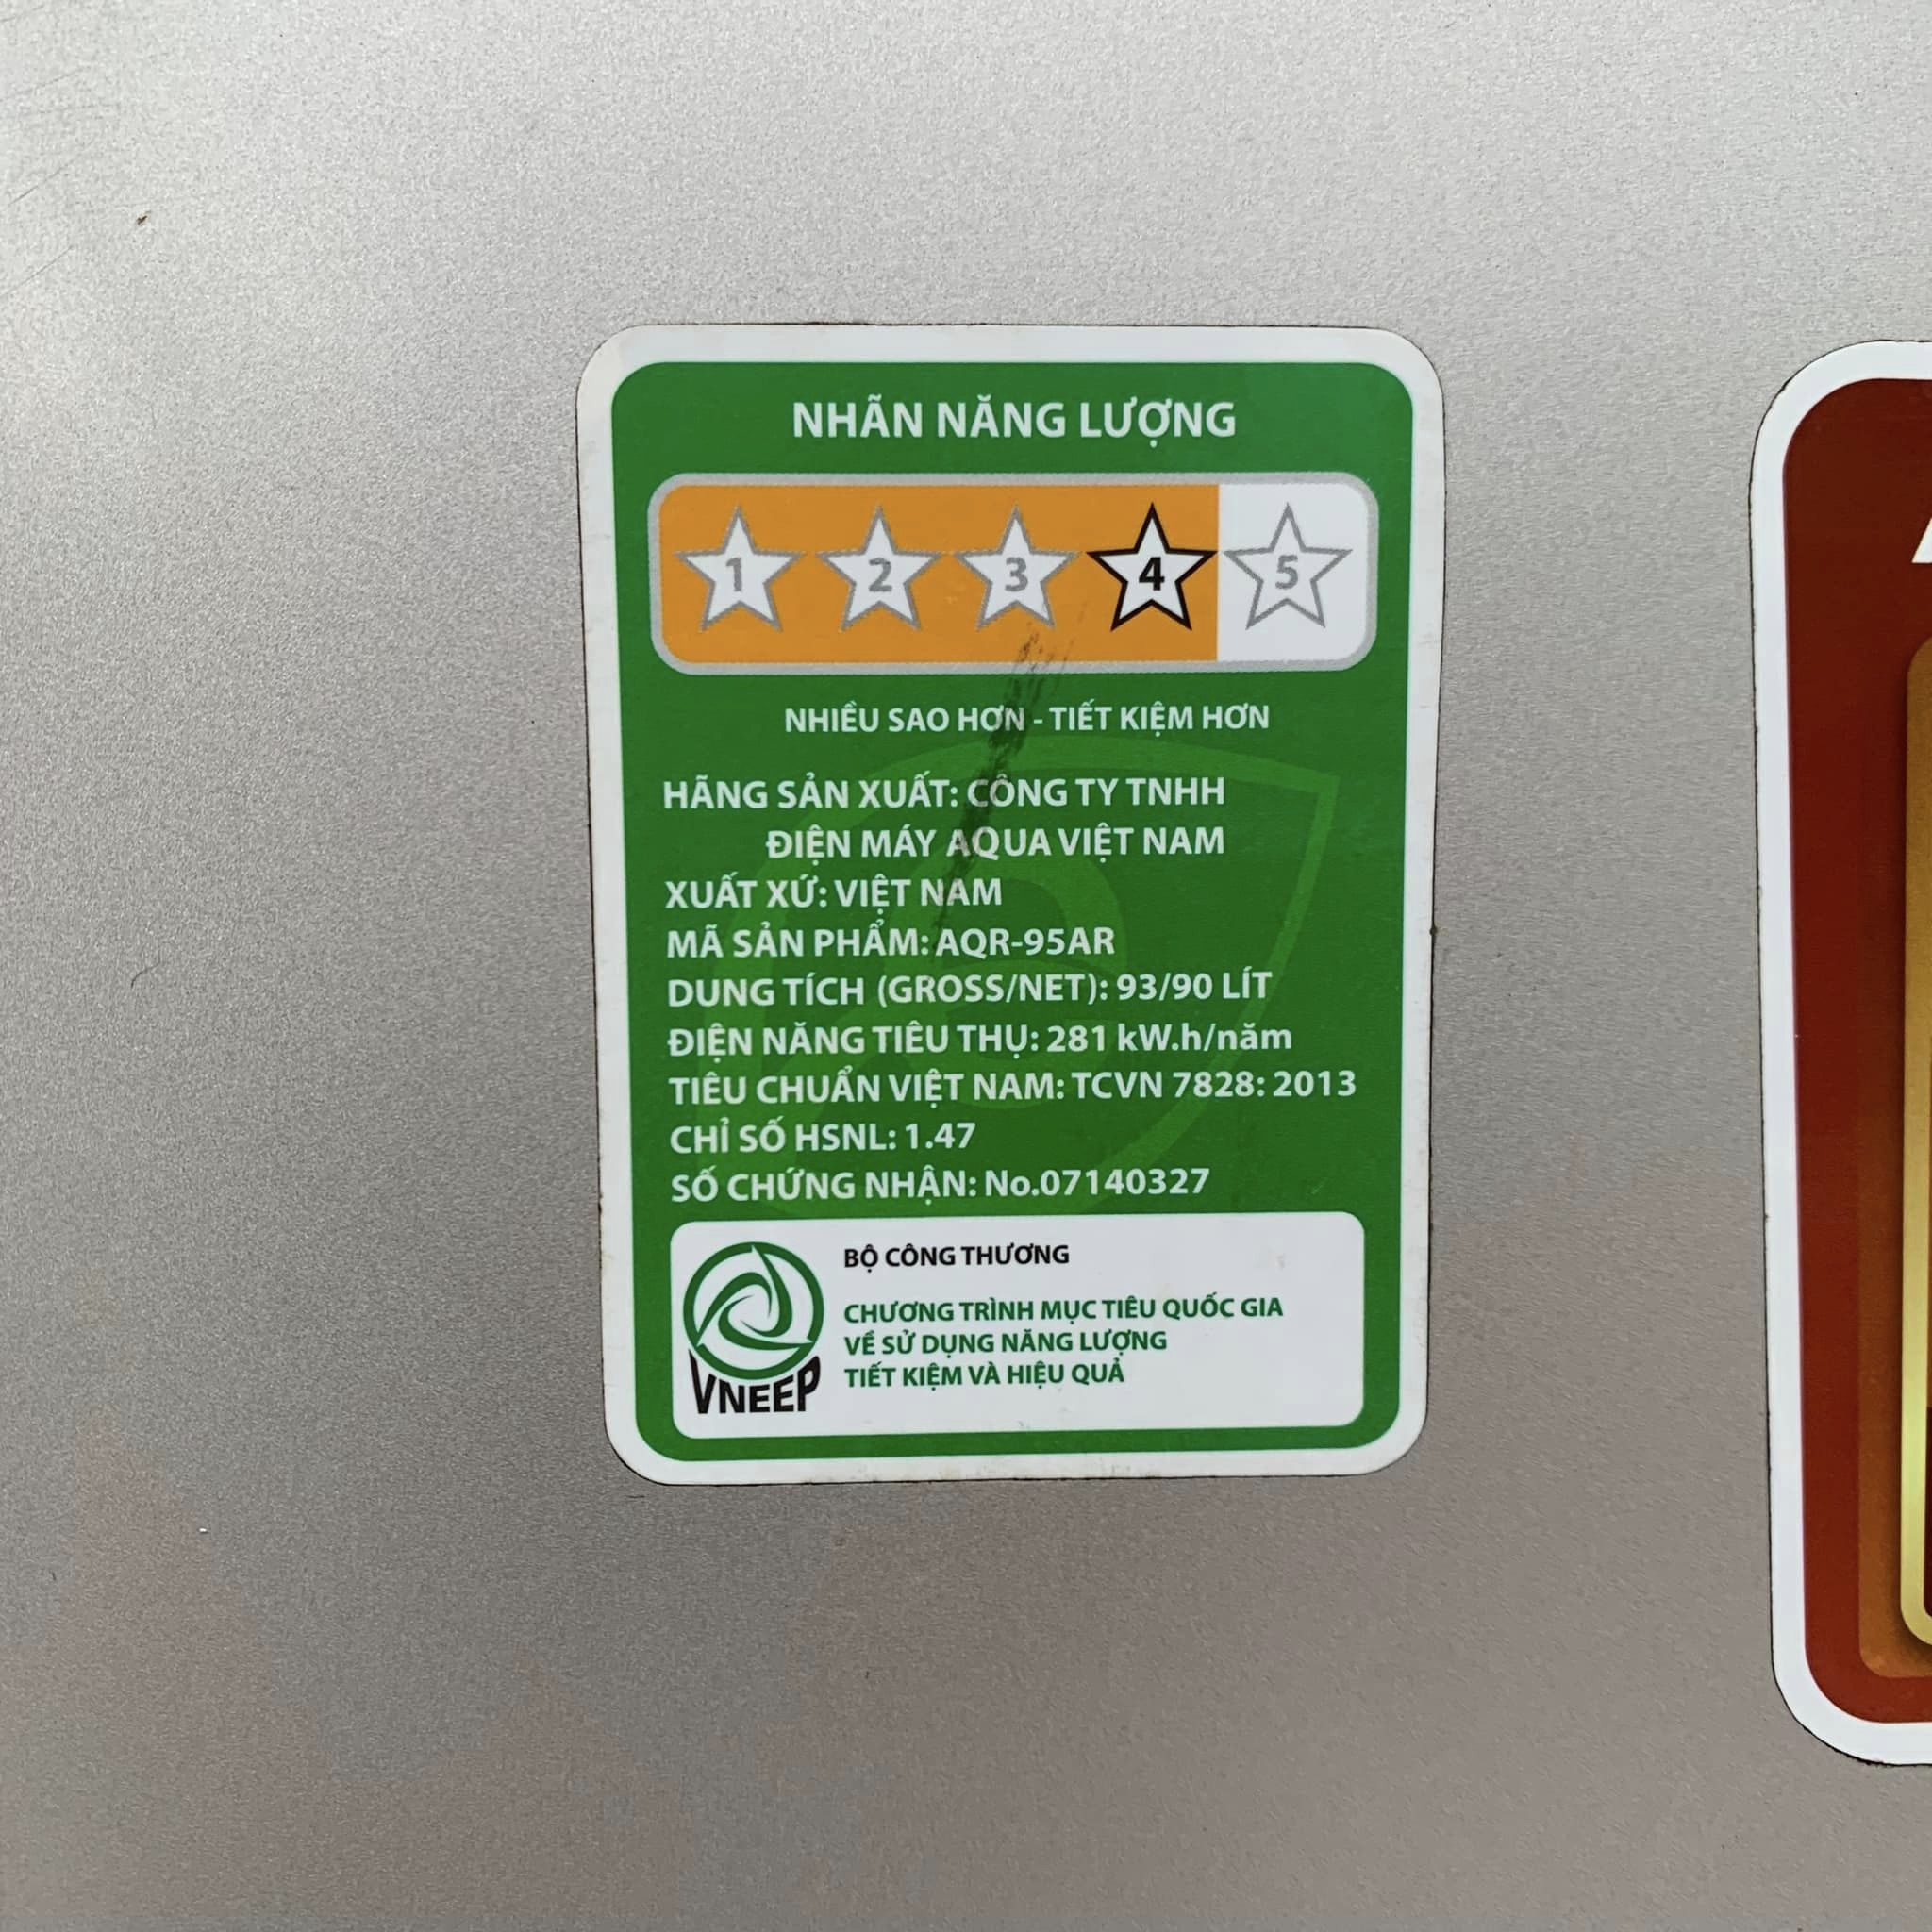 NHÃN NĂNG LƯỢNG
1 2 3 4 5
NHIỀU SAO HƠN - TIẾT KIỆM HƠN
HÃNG SẢN XUẤT: CÔNG TY TNHH
ĐIỆN MÁY AQUA VIỆT NAM
XUẤT XỨ: VIỆT NAM
MÃ SẢN PHẨM: AQR-95AR
DUNG TÍCH (GROSS/NET): 93/90 LÍT
ĐIỆN NĂNG TIÊU THỤ: 281 kW.h/năm
TIÊU CHUẨN VIỆT NAM: TCVN 7828: 2013
CHỈ SỐ HSNL: 1.47
SỐ CHỨNG NHẬN: No.07140327
BỘ CÔNG THƯƠNG
CHƯƠNG TRÌNH MỤC TIÊU QUỐC GIA
VỀ SỬ DỤNG NĂNG LƯỢNG
TIẾT KIỆM VÀ HIỆU QUẢ
VNEEP